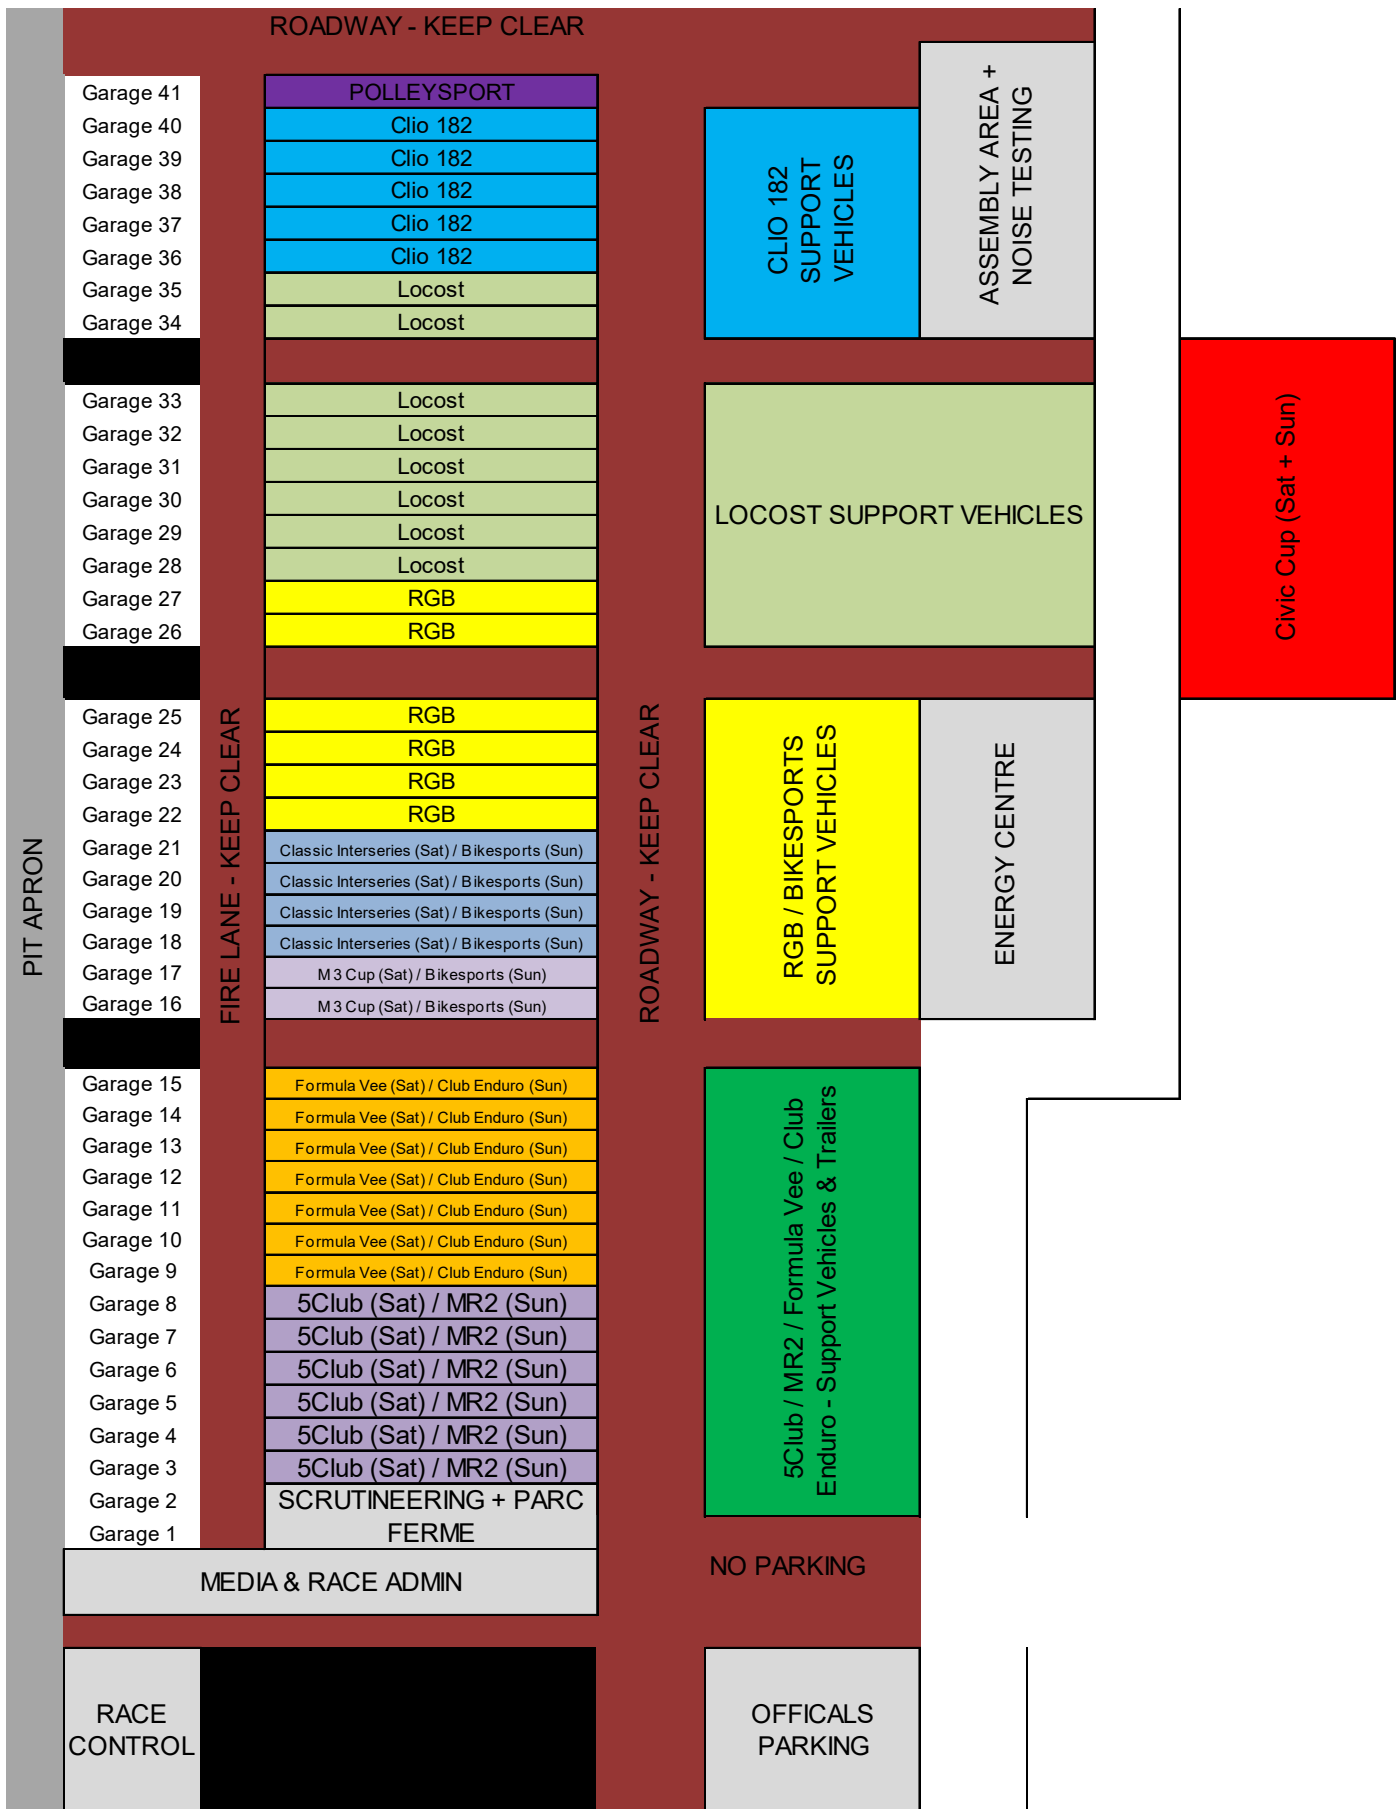 ROADWAY - KEEP CLEAR
Garage 41
POLLEYSPORT
Garage 40
Clio 182
Garage 39
Clio 182
Garage 38
Clio 182
Garage 37
Clio 182
Garage 36
Clio 182
Garage 35
Locost
Garage 34
Locost
CLIO 182
SUPPORT
VEHICLES
ASSEMBLY AREA +
NOISE TESTING
Garage 33
Locost
Garage 32
Locost
Garage 31
Locost
Garage 30
Locost
Garage 29
Locost
Garage 28
Locost
Garage 27
RGB
Garage 26
RGB
LOCOST SUPPORT VEHICLES
Civic Cup (Sat + Sun)
PIT APRON
FIRE LANE - KEEP CLEAR
ROADWAY - KEEP CLEAR
Garage 25
RGB
Garage 24
RGB
Garage 23
RGB
Garage 22
RGB
Garage 21
Classic Interseries (Sat) / Bikesports (Sun)
Garage 20
Classic Interseries (Sat) / Bikesports (Sun)
Garage 19
Classic Interseries (Sat) / Bikesports (Sun)
Garage 18
Classic Interseries (Sat) / Bikesports (Sun)
Garage 17
M3 Cup (Sat) / Bikesports (Sun)
Garage 16
M3 Cup (Sat) / Bikesports (Sun)
RGB / BIKESPORTS
SUPPORT VEHICLES
ENERGY CENTRE
Garage 15
Formula Vee (Sat) / Club Enduro (Sun)
Garage 14
Formula Vee (Sat) / Club Enduro (Sun)
Garage 13
Formula Vee (Sat) / Club Enduro (Sun)
Garage 12
Formula Vee (Sat) / Club Enduro (Sun)
Garage 11
Formula Vee (Sat) / Club Enduro (Sun)
Garage 10
Formula Vee (Sat) / Club Enduro (Sun)
Garage 9
Formula Vee (Sat) / Club Enduro (Sun)
Garage 8
5Club (Sat) / MR2 (Sun)
Garage 7
5Club (Sat) / MR2 (Sun)
Garage 6
5Club (Sat) / MR2 (Sun)
Garage 5
5Club (Sat) / MR2 (Sun)
Garage 4
5Club (Sat) / MR2 (Sun)
Garage 3
5Club (Sat) / MR2 (Sun)
Garage 2
Garage 1
SCRUTINEERING + PARC
FERME
5Club / MR2 / Formula Vee / Club
Enduro - Support Vehicles & Trailers
MEDIA & RACE ADMIN
NO PARKING
RACE
CONTROL
OFFICALS
PARKING